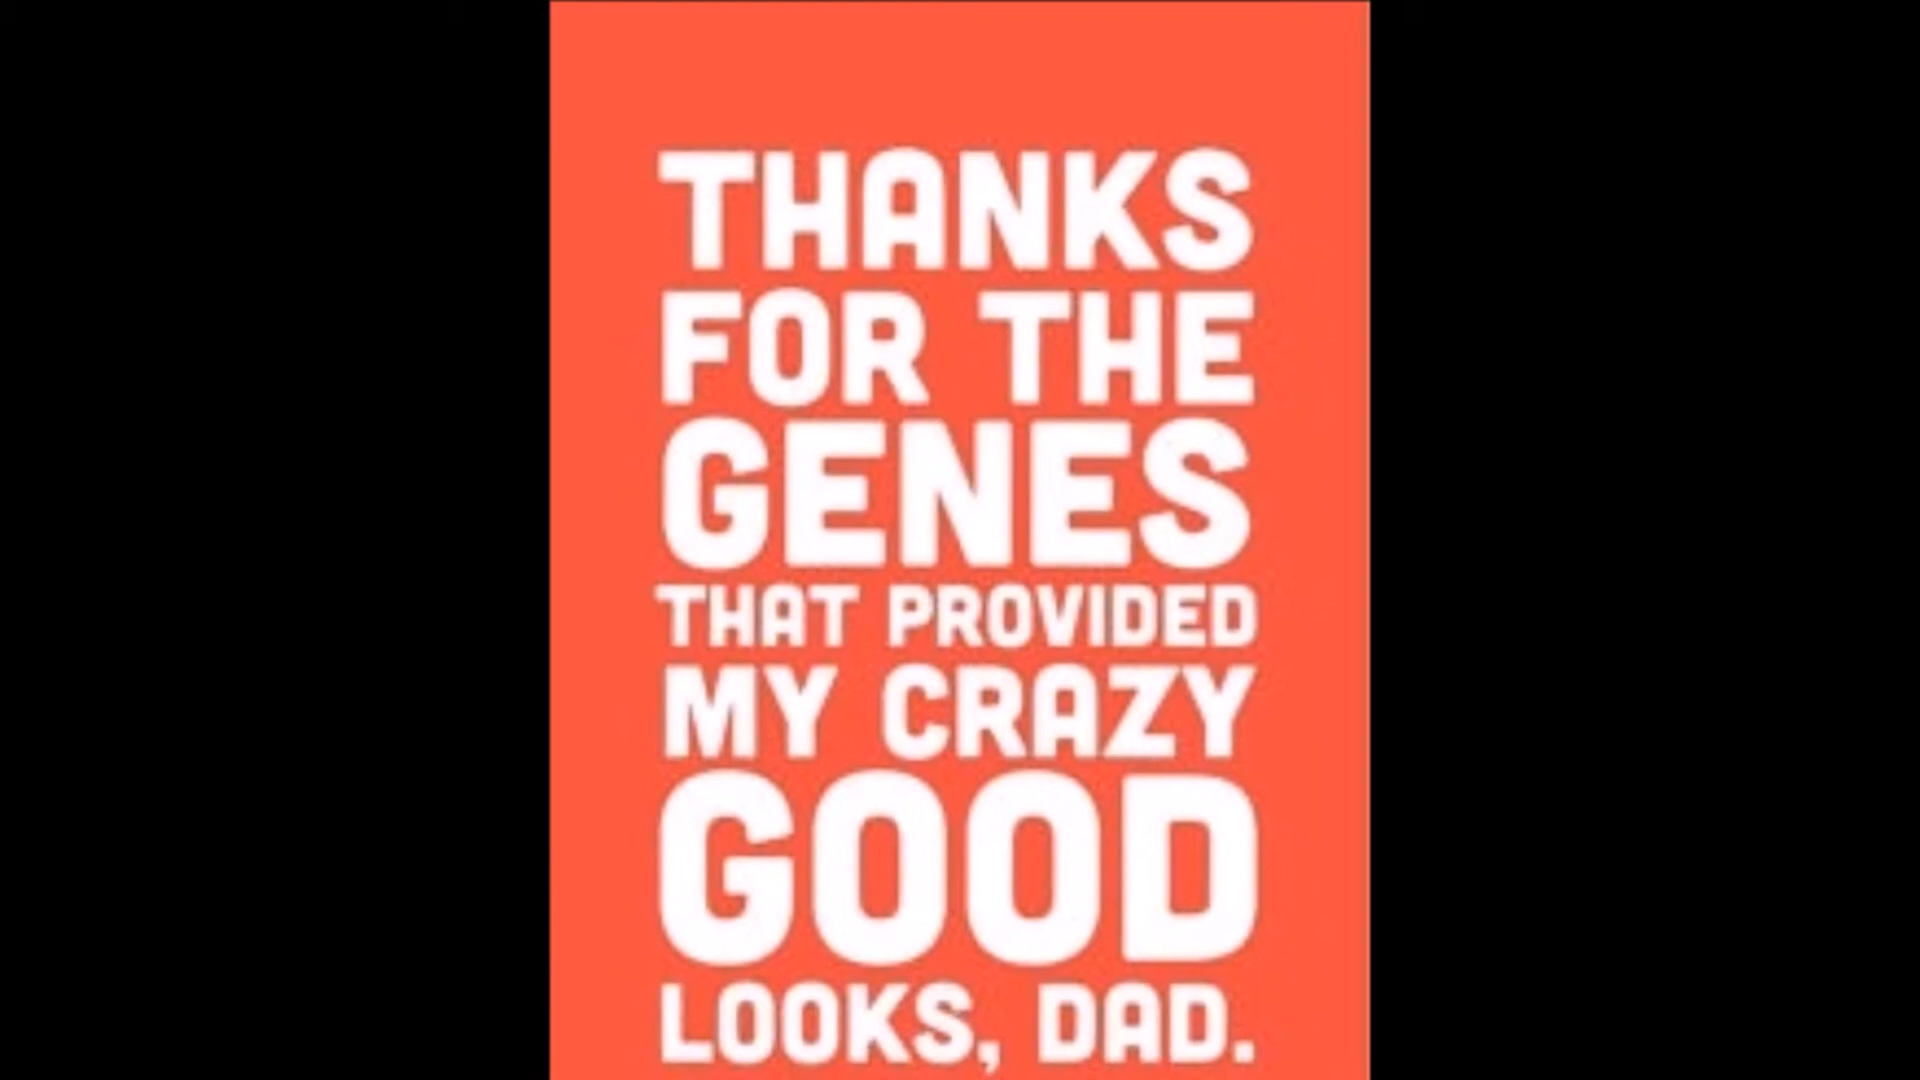 THANKS
FOR THE
GENES
THAT PROVIDED
MY CRAZY
GOOD
LOOKS, DAD.